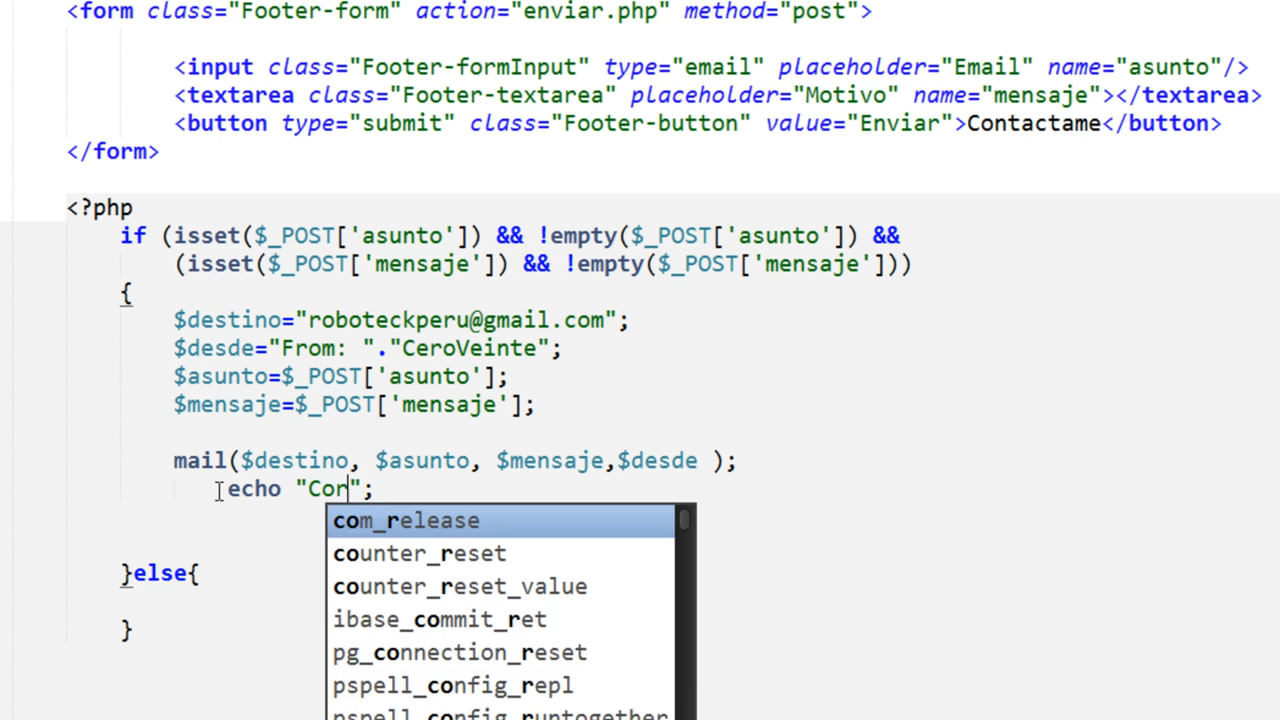 <form class="Footer-form" action="enviar.php" method="post">
<input class="Footer-formInput" type="email" placeholder="Email" name="asunto"/>
<textarea class="Footer-textarea" placeholder="Motivo" name="mensaje"></textarea>
<button type="submit" class="Footer-button" value="Enviar">Contactame</button>
</form>
<?php
if (isset($_POST['asunto']) && !empty($_POST['asunto']) &&
(isset($_POST['mensaje']) && !empty($_POST['mensaje']))
{
$destino="roboteckperu@gmail.com";
$desde="From: "."CeroVeinte";
$asunto=$_POST['asunto'];
$mensaje=$_POST['mensaje'];
mail($destino, $asunto, $mensaje,$desde );
echo "Cor";
com_release
counter_reset
counter_reset_value
ibase_commit_ret
pg_connection_reset
pspell_config_repl
pspell_config_runtogether
}else{
}